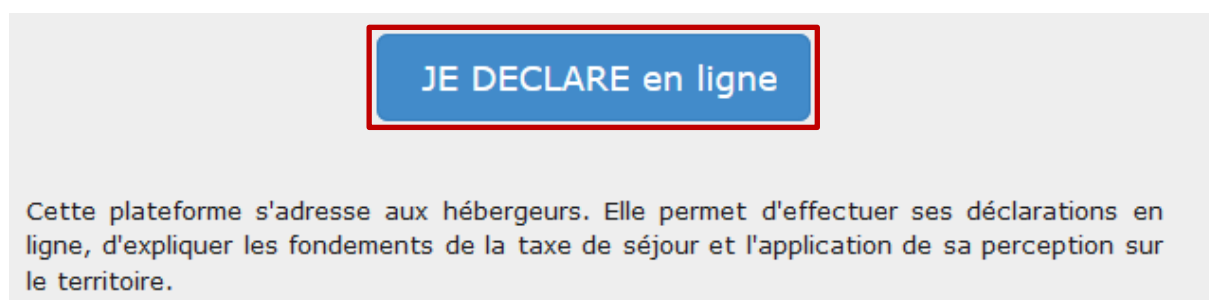 JE DECLARE en ligne
Cette plateforme s'adresse aux hébergeurs. Elle permet d'effectuer ses déclarations en
ligne, d'expliquer les fondements de la taxe de séjour et l'application de sa perception sur
le territoire.